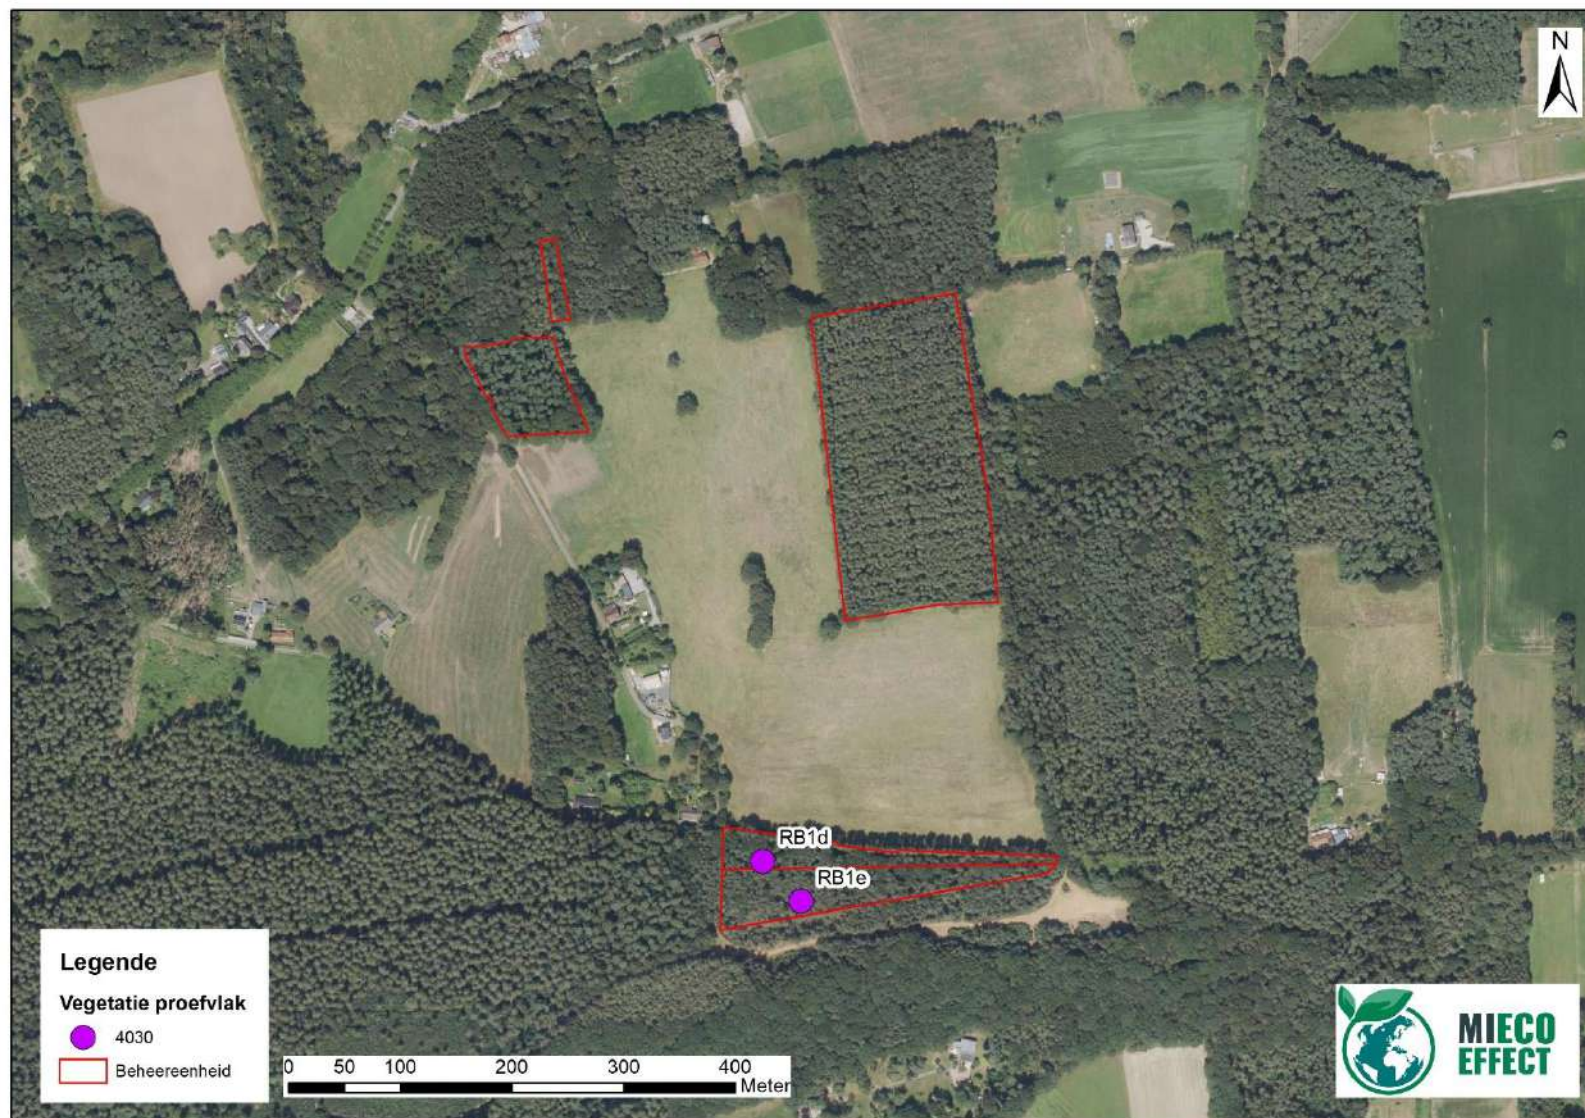 N
RB1d
RB1e
Legende
Vegetatie proefvlak
4030
Beheereenheid
0 50 100 200 300 400
Meter
MIECO
EFFECT